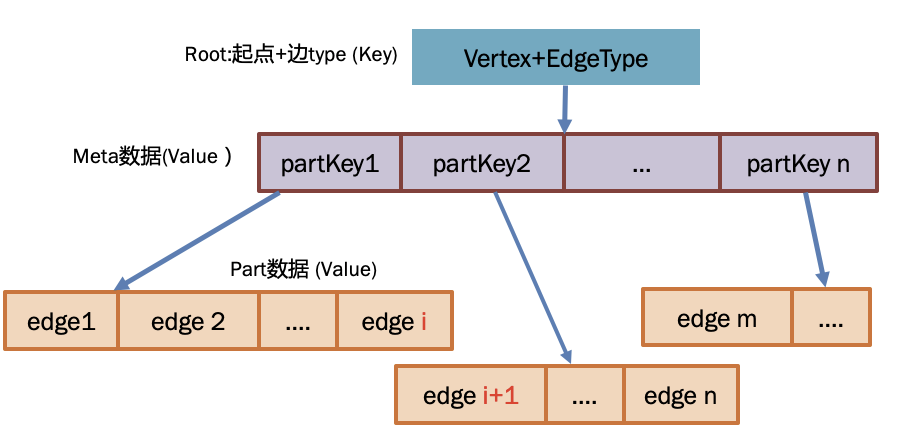 Root:起点+边type (Key)
Vertex+EdgeType
Meta数据(Value )
partKey1
partKey2
...
partKey n
Part数据 (Value)
edge1
edge 2
....
edge i
edge m
....
edge i+1
....
edge n